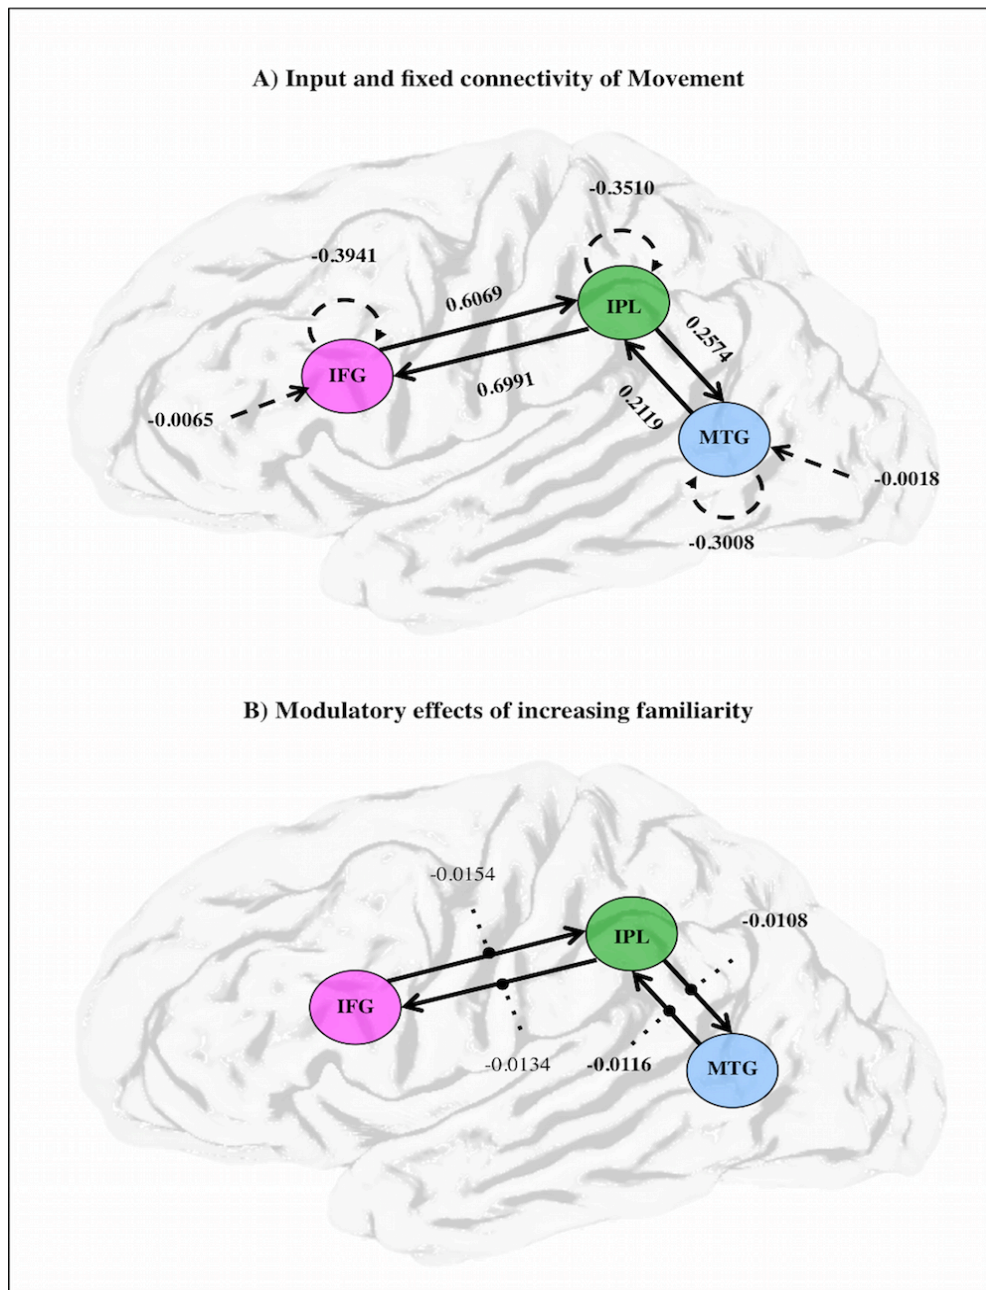 A) Input and fixed connectivity of Movement
-0.3510
-0.3941
0.6069
IPL
0.2574
IFG
0.6991
-0.0065
0.2119
MTG
-0.0018
-0.3008
B) Modulatory effects of increasing familiarity
-0.0154
-0.0108
IPL
IFG
-0.0134
-0.0116
MTG